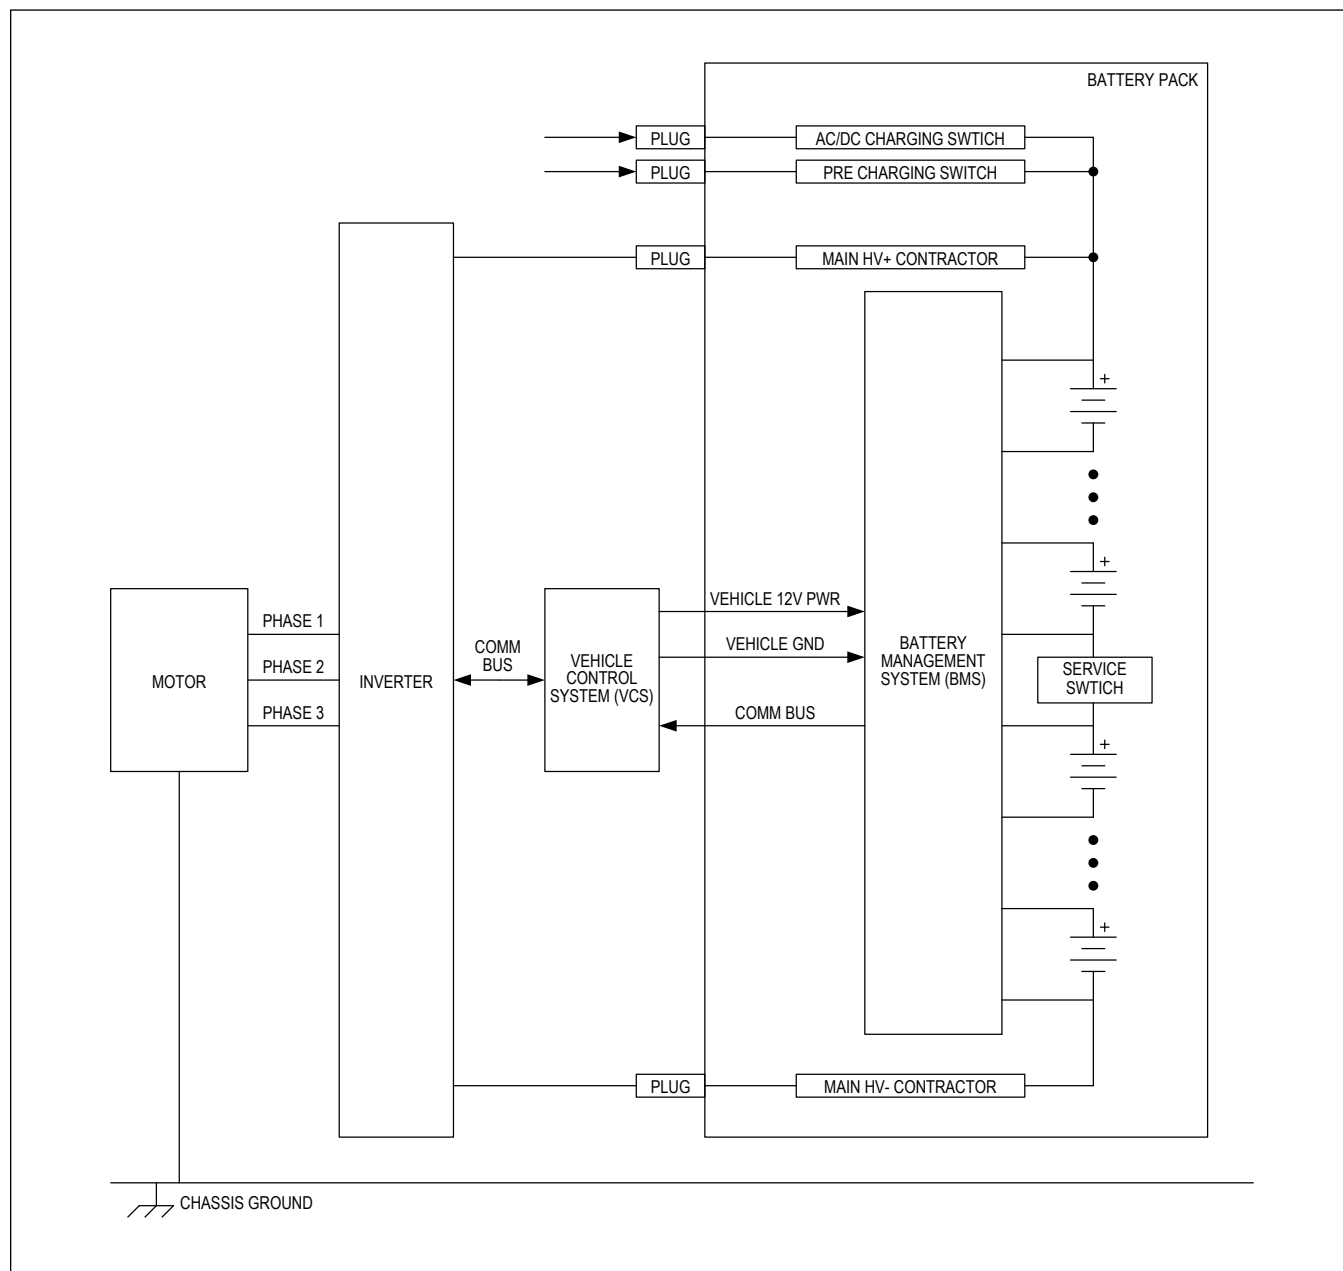 BATTERY PACK
PLUG
AC/DC CHARGING SWTICH
PLUG
PRE CHARGING SWITCH
PLUG
MAIN HV+ CONTRACTOR
+
+
VEHICLE 12V PWR
PHASE 1
COMM
BUS
VEHICLE GND
BATTERY
MANAGEMENT
SYSTEM (BMS)
MOTOR
PHASE 2
INVERTER
VEHICLE
CONTROL
SYSTEM (VCS)
SERVICE
SWTICH
PHASE 3
COMM BUS
+
+
PLUG
MAIN HV- CONTRACTOR
CHASSIS GROUND